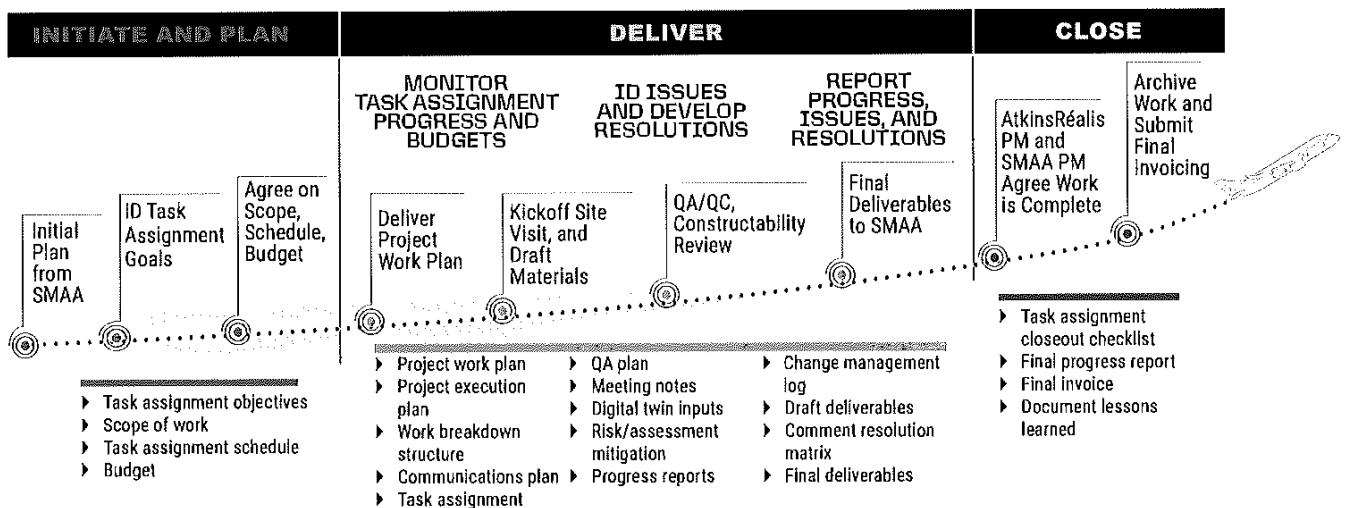 INITIATE AND PLAN
DELIVER
CLOSE
MONITOR
TASK ASSIGNMENT
PROGRESS AND
BUDGETS
ID ISSUES
AND DEVELOP
RESOLUTIONS
REPORT
PROGRESS,
ISSUES, AND
RESOLUTIONS
Initial
Plan
from
SMAA
ID Task
Assignment
Goals
Agree on
Scope,
Schedule,
Budget
Deliver
Project
Work Plan
Kickoff Site
Visit, and
Draft
Materials
QA/QC,
Constructability
Review
Final
Deliverables
to SMAA
AtkinsRéalis
PM and
SMAA PM
Agree Work
is Complete
Archive
Work and
Submit
Final
Invoicing
Task assignment objectives
Scope of work
Task assignment schedule
Budget
Project work plan
Project execution
plan
Work breakdown
structure
Communications plan
Task assignment
QA plan
Meeting notes
Digital twin inputs
Risk/assessment
mitigation
Progress reports
Change management
log
Draft deliverables
Comment resolution
matrix
Final deliverables
Task assignment
closeout checklist
Final progress report
Final invoice
Document lessons
learned